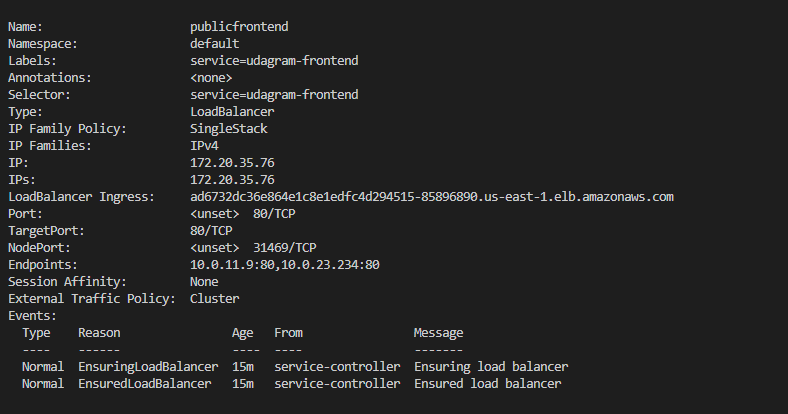 Name:                     publicfrontend
Namespace:                default
Labels:                   service=udagram-frontend
Annotations:              <none>
Selector:                 service=udagram-frontend
Type:                     LoadBalancer
IP Family Policy:         SingleStack
IP Families:              IPv4
IP:                       172.20.35.76
IPs:                      172.20.35.76
LoadBalancer Ingress:     ad6732dc36e864e1c8e1edfc4d294515-85896890.us-east-1.elb.amazonaws.com
Port:                     <unset>  80/TCP
TargetPort:               80/TCP
NodePort:                 <unset>  31469/TCP
Endpoints:                10.0.11.9:80,10.0.23.234:80
Session Affinity:         None
External Traffic Policy:  Cluster
Events:
  Type    Reason                Age   From                Message
  ----    ------                ----  ----                -------
  Normal  EnsuringLoadBalancer  15m   service-controller  Ensuring load balancer
  Normal  EnsuredLoadBalancer   15m   service-controller  Ensured load balancer